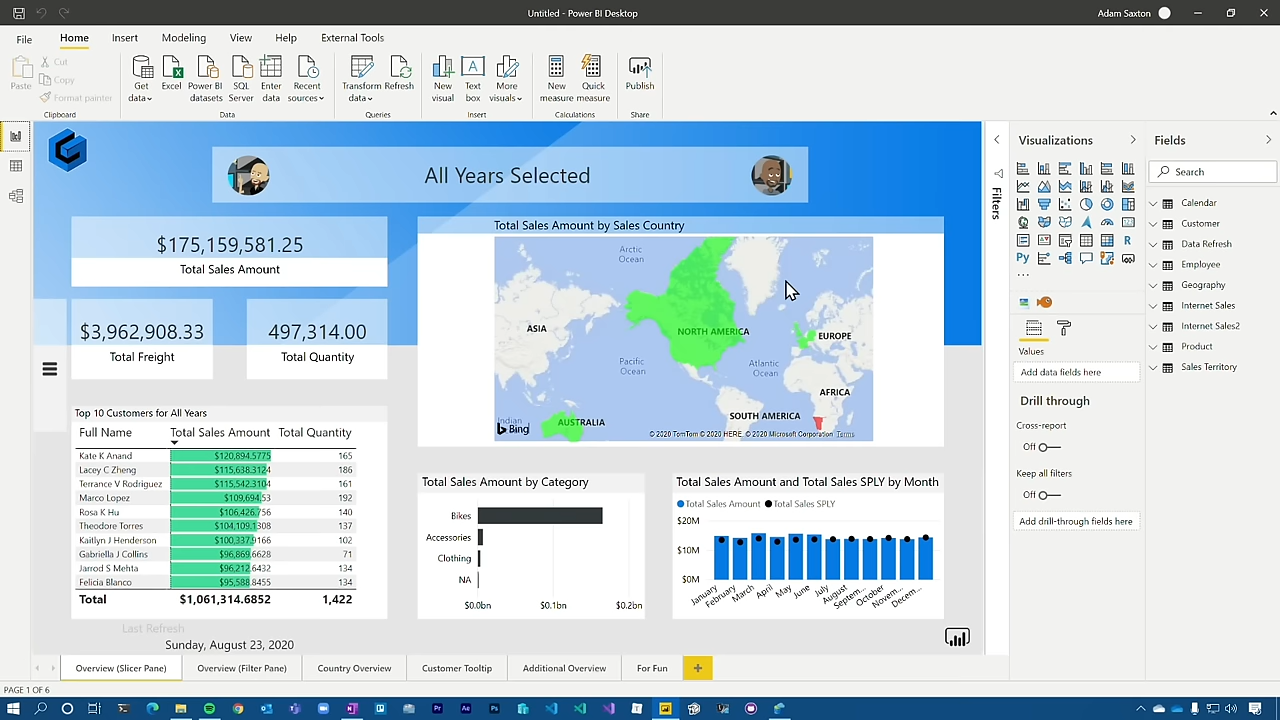 Untitled - Power BI Desktop
Adam Saxton
File Home Insert Modeling View Help External Tools
Paste
Cut
Copy
Format painter
Clipboard
Get data
Excel
Power BI datasets
SQL Server
Enter data
Recent sources
Data
Transform data
Refresh
Queries
New visual
Text box
More visuals
Insert
New measure
Quick measure
Calculations
Publish
Share
All Years Selected
$175,159,581.25
Total Sales Amount
$3,962,908.33
Total Freight
497,314.00
Total Quantity
Top 10 Customers for All Years
Full Name Total Sales Amount Total Quantity
Kate K Anand $120,894.5775 165
Lacey C Zheng $115,638.3124 186
Terrance V Rodriguez $115,542.3104 161
Marco Lopez $109,694.53 192
Rosa K Hu $106,426.756 140
Theodore Torres $104,109.1308 137
Kaitlyn J Henderson $100,337.9166 102
Gabriella J Collins $96,869.6628 71
Jarrod S Mehta $96,212.6432 134
Felicia Blanco $95,588.8455 134
Total $1,061,314.6852 1,422
Last Refresh
Sunday, August 23, 2020
Total Sales Amount by Sales Country
Arctic Ocean
ASIA
NORTH AMERICA
EUROPE
Pacific Ocean
Atlantic Ocean
AFRICA
SOUTH AMERICA
Indian
AUSTRALIA
Bing
© 2020 TomTom © 2020 HERE, © 2020 Microsoft Corporation Terms
Total Sales Amount by Category
Bikes
Accessories
Clothing
NA
$0.0bn $0.1bn $0.2bn
Total Sales Amount and Total Sales SPLY by Month
Total Sales Amount Total Sales SPLY
$20M
$10M
$0M
January February March April May June July August Septem... October Novem... Decem...
Filters
Visualizations
R
Py
...
Values
Add data fields here
Drill through
Cross-report
Off
Keep all filters
Off
Add drill-through fields here
Fields
Search
Calendar
Customer
Data Refresh
Employee
Geography
Internet Sales
Internet Sales2
Product
Sales Territory
Overview (Slicer Pane) Overview (Filter Pane) Country Overview Customer Tooltip Additional Overview For Fun +
PAGE 1 OF 6